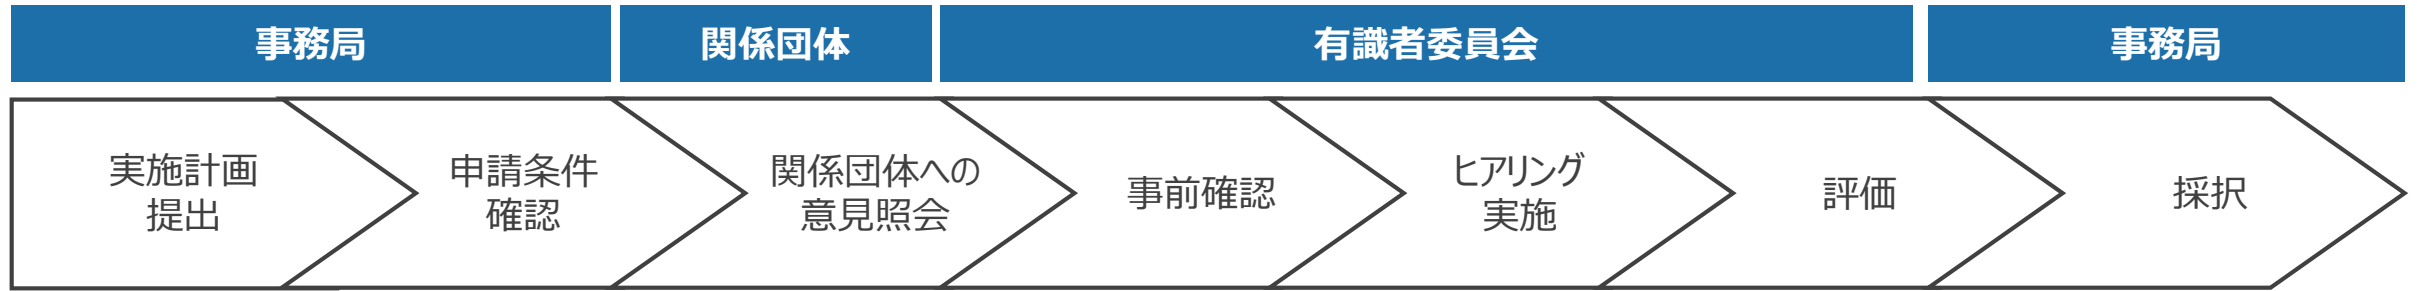 事務局
関係団体
有識者委員会
事務局
実施計画
提出
申請条件
確認
関係団体への
意見照会
事前確認
ヒアリング
実施
評価
採択